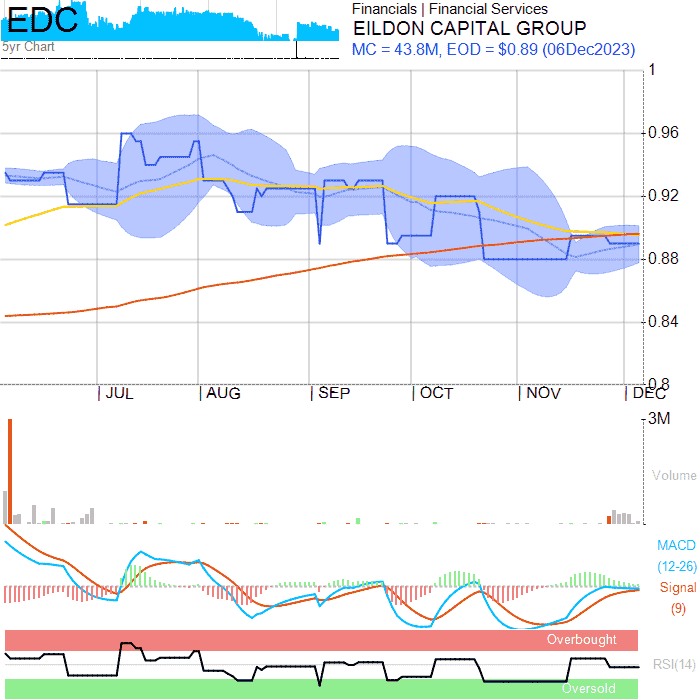 EDC
5yr Chart
Financials | Financial Services
EILDON CAPITAL GROUP
MC = 43.8M, EOD = $0.89 (06Dec2023)
1
0.96
0.92
0.88
0.84
0.8
JUL AUG SEP OCT NOV DEC
3M
Volume
MACD
(12-26)
Signal
(9)
Overbought
RSI(14)
Oversold